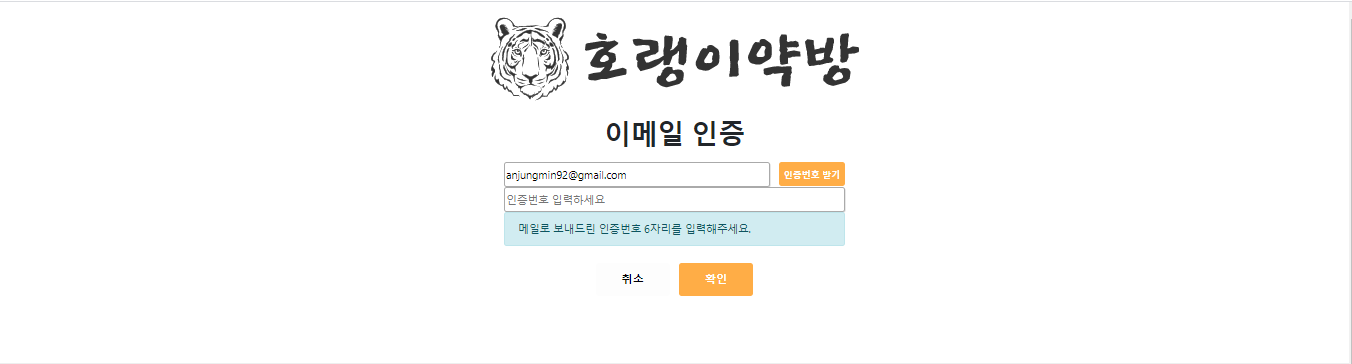 호랭이약방
이메일 인증
anjungmin92@gmail.com 인증번호 받기
인증번호 입력하세요
메일로 보내드린 인증번호 6자리를 입력해주세요.
취소 확인